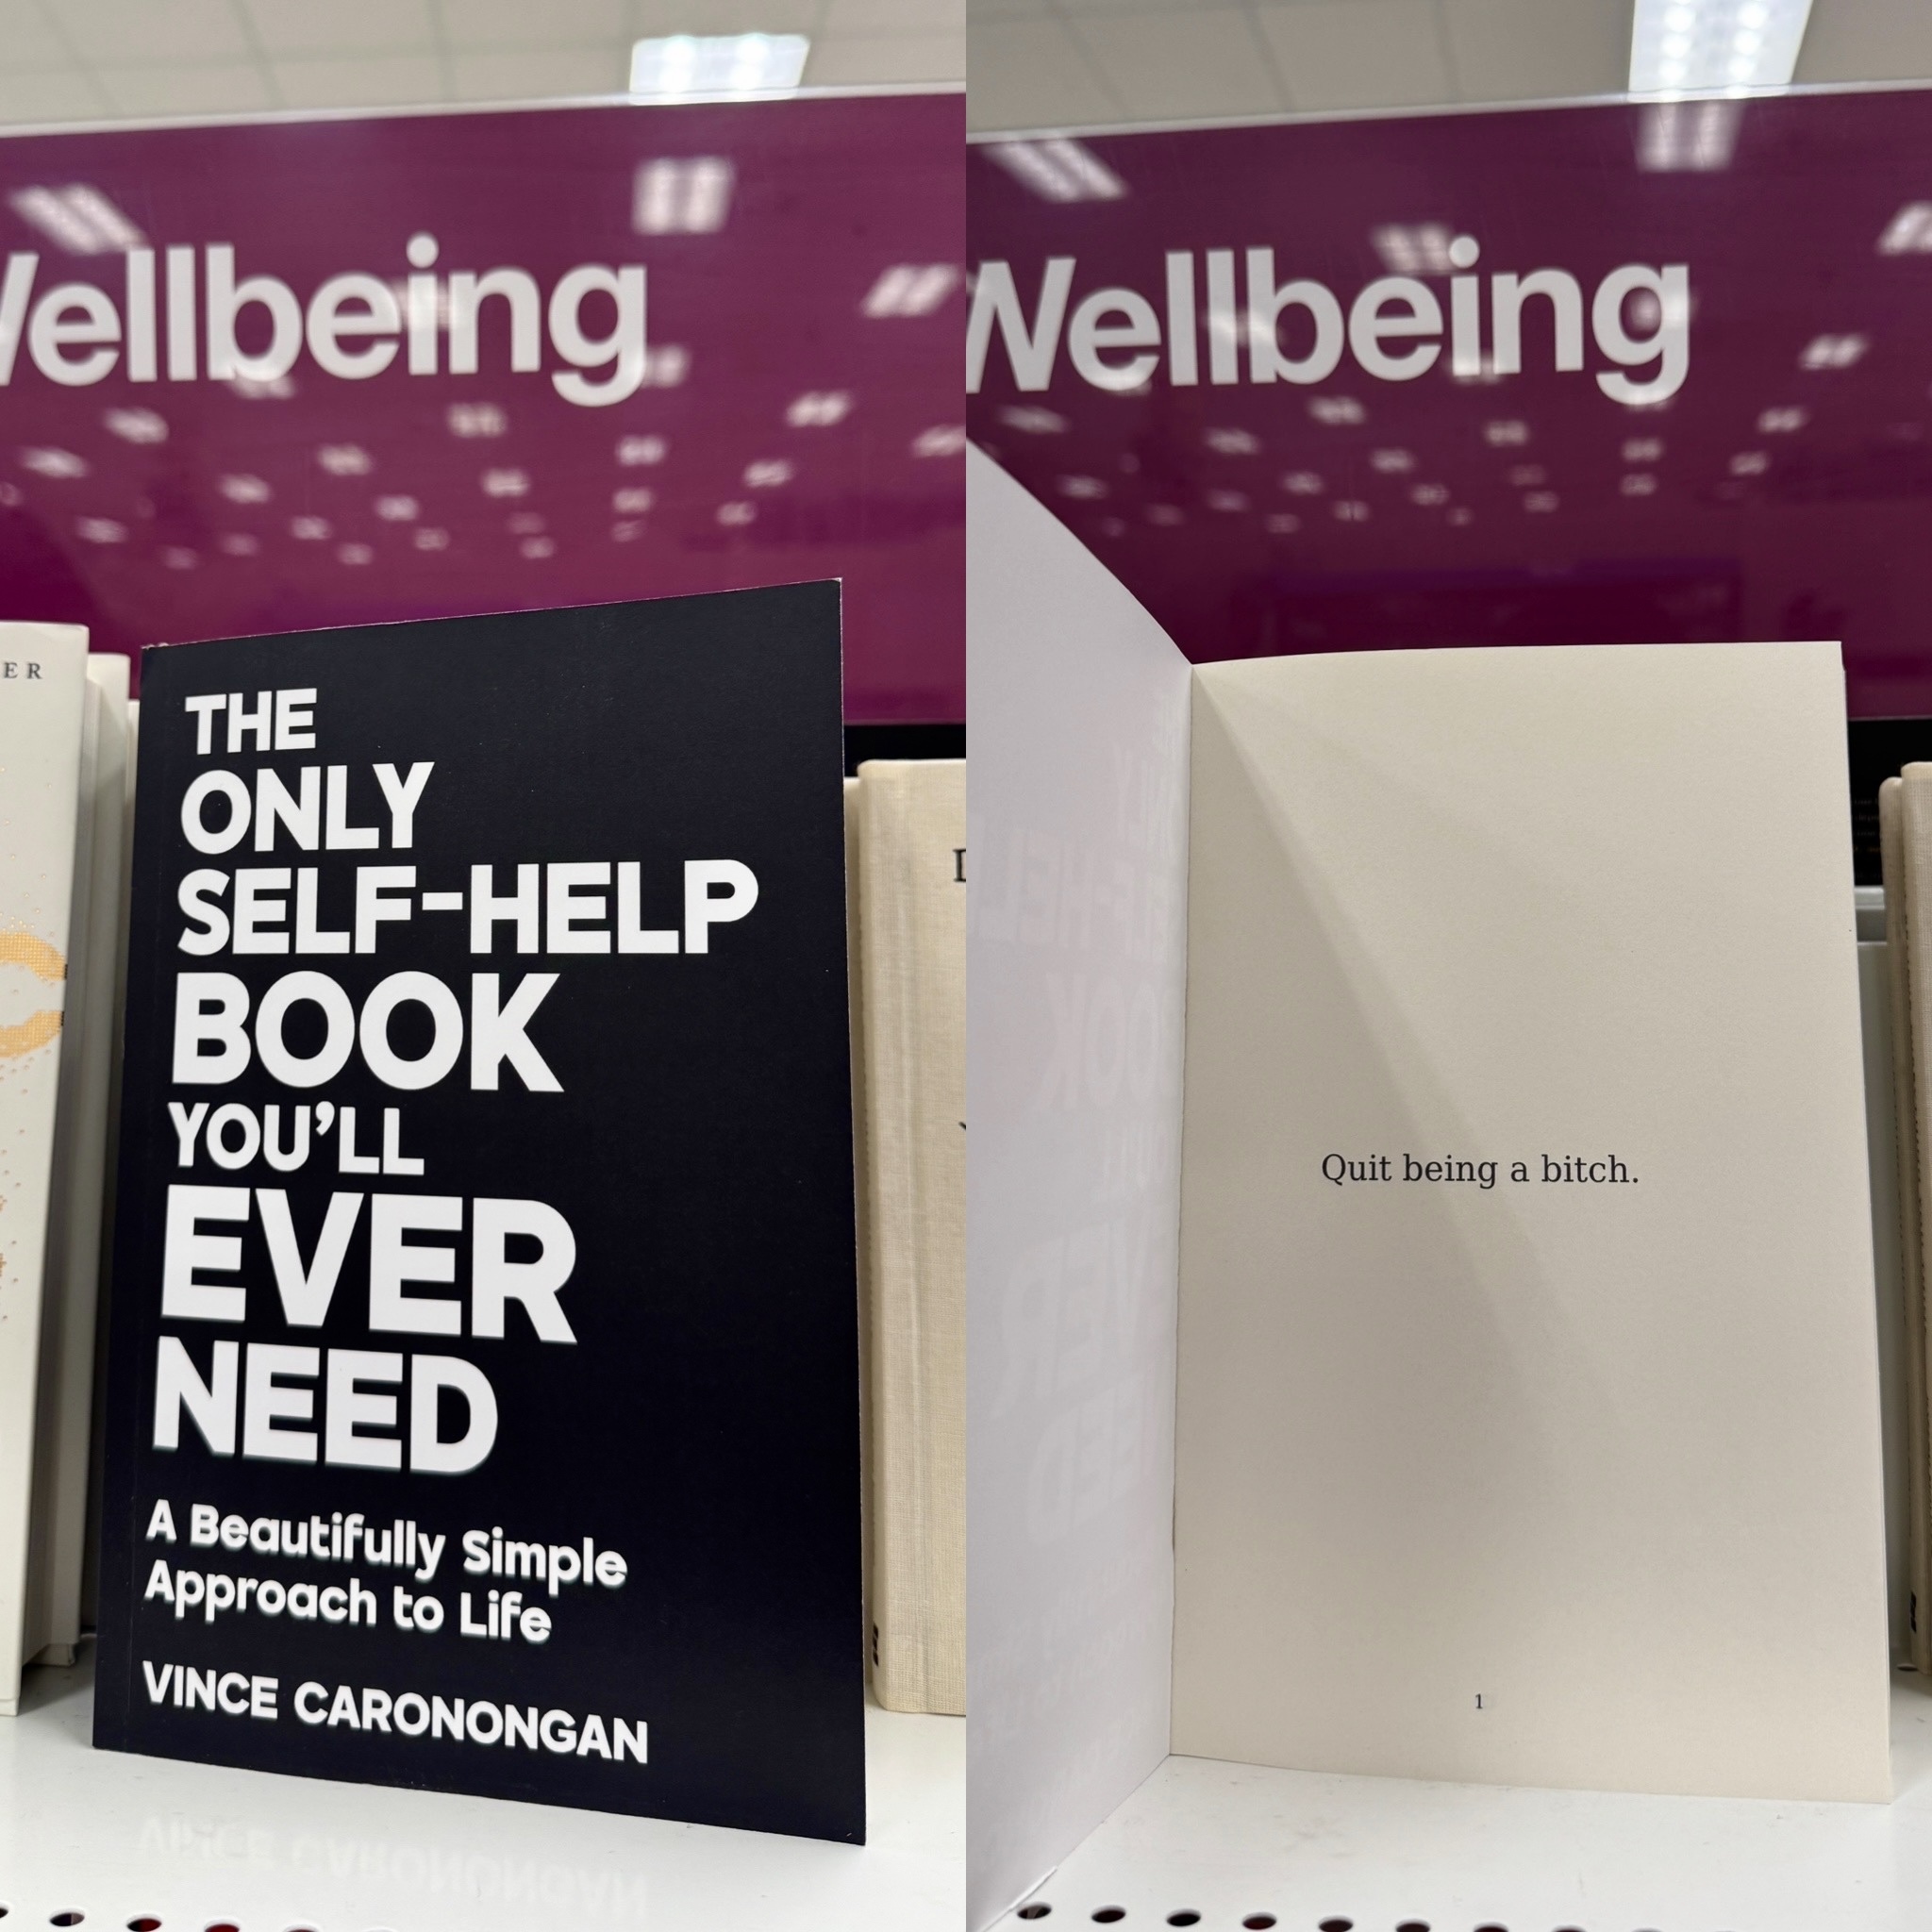 Wellbeing
ER
THE
ONLY
SELF-HELP
BOOK
YOU'LL
EVER
NEED
A Beautifully Simple
Approach to Life
VINCE CARONONGAN
Wellbeing
Quit being a bitch.
1